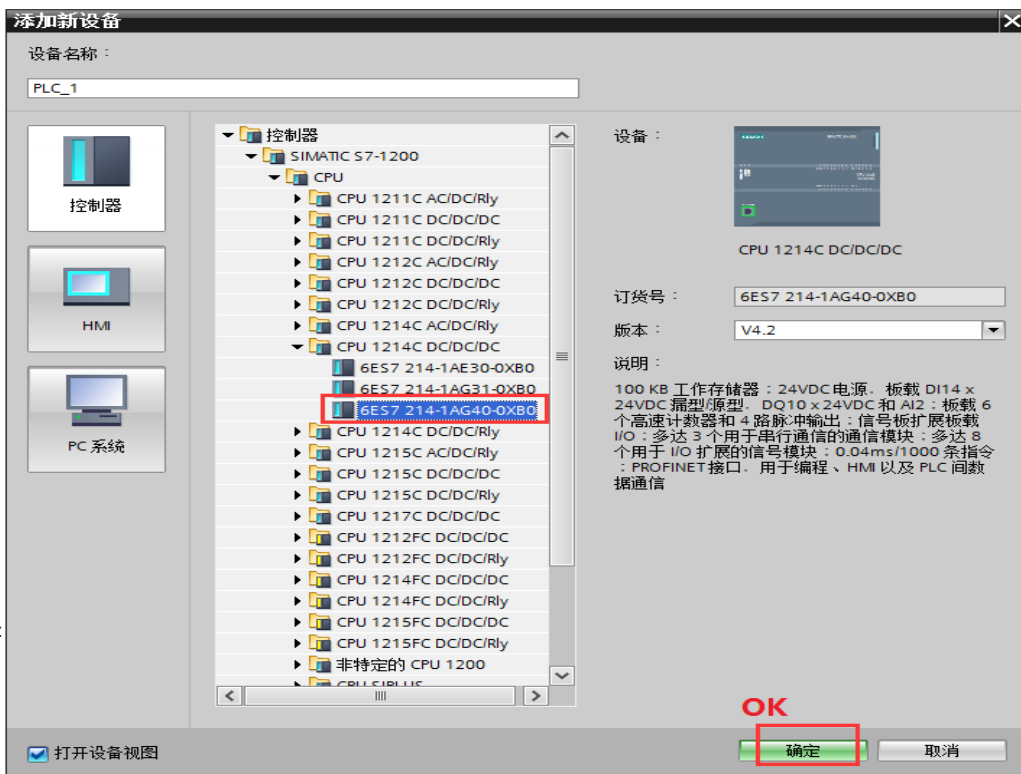 添加新设备
设备名称：
PLC_1
控制器
HMI
PC 系统
控制器
SIMATIC S7-1200
CPU
CPU 1211C AC/DC/Rly
CPU 1211C DC/DC/DC
CPU 1211C DC/DC/Rly
CPU 1212C AC/DC/Rly
CPU 1212C DC/DC/DC
CPU 1212C DC/DC/Rly
CPU 1214C AC/DC/Rly
CPU 1214C DC/DC/DC
6ES7 214-1AE30-0XB0
6ES7 214-1AG31-0XB0
6ES7 214-1AG40-0XB0
CPU 1214C DC/DC/Rly
CPU 1215C AC/DC/Rly
CPU 1215C DC/DC/DC
CPU 1215C DC/DC/Rly
CPU 1217C DC/DC/DC
CPU 1212FC DC/DC/DC
CPU 1212FC DC/DC/Rly
CPU 1214FC DC/DC/DC
CPU 1214FC DC/DC/Rly
CPU 1215FC DC/DC/DC
CPU 1215FC DC/DC/Rly
非特定的 CPU 1200
CPU SIPLUS
设备：
CPU 1214C DC/DC/DC
订货号：
6ES7 214-1AG40-0XB0
版本：
V4.2
说明：
100 KB 工作存储器；24VDC 电源，板载 DI14 x
24VDC 漏型/源型，DQ10 x 24VDC 和 AI2；板载 6
个高速计数器和 4 路脉冲输出；信号板扩展板载
I/O；多达 3 个用于串行通信的通信模块；多达 8
个用于 I/O 扩展的信号模块；0.04ms/1000 条指令
；PROFINET 接口，用于编程、HMI 以及 PLC 间数
据通信
OK
打开设备视图
确定
取消